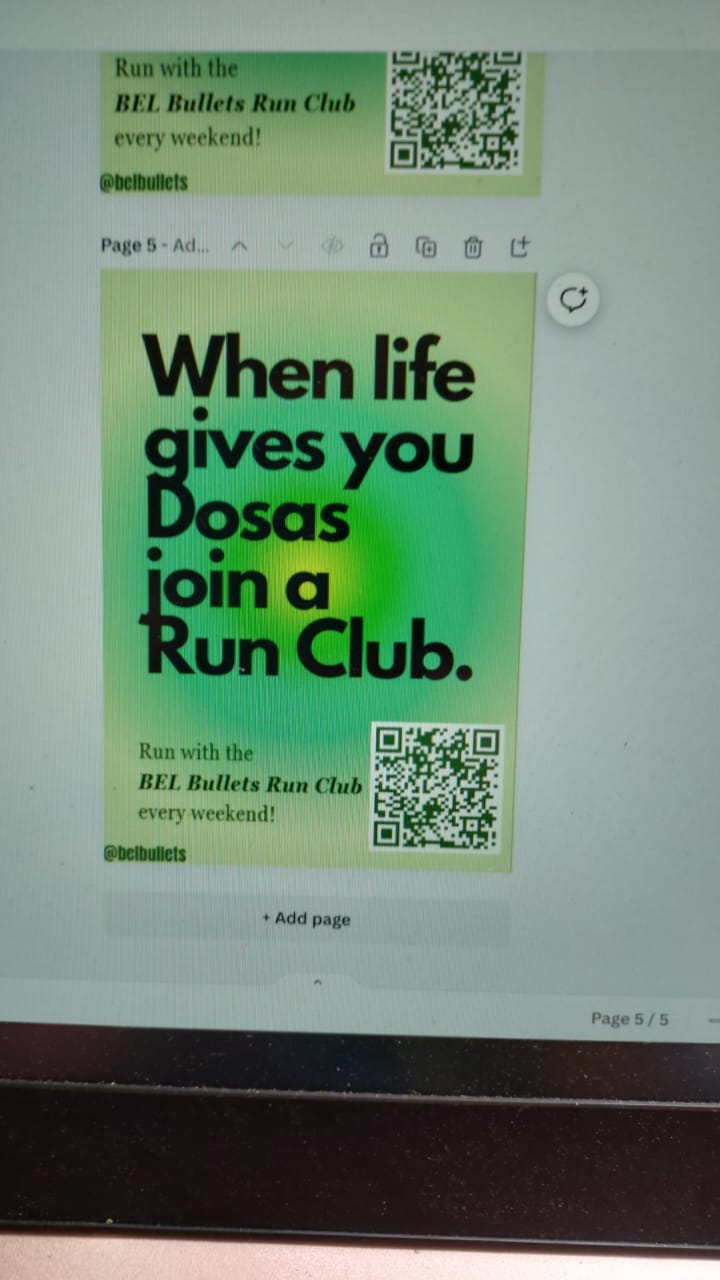 Run with the
BEL Bullets Run Club
every weekend!
@belbullets
Page 5 - Ad...
When life
gives you
Dosas
join a
Run Club.
Run with the
BEL Bullets Run Club
every weekend!
@belbullets
+ Add page
Page 5 / 5